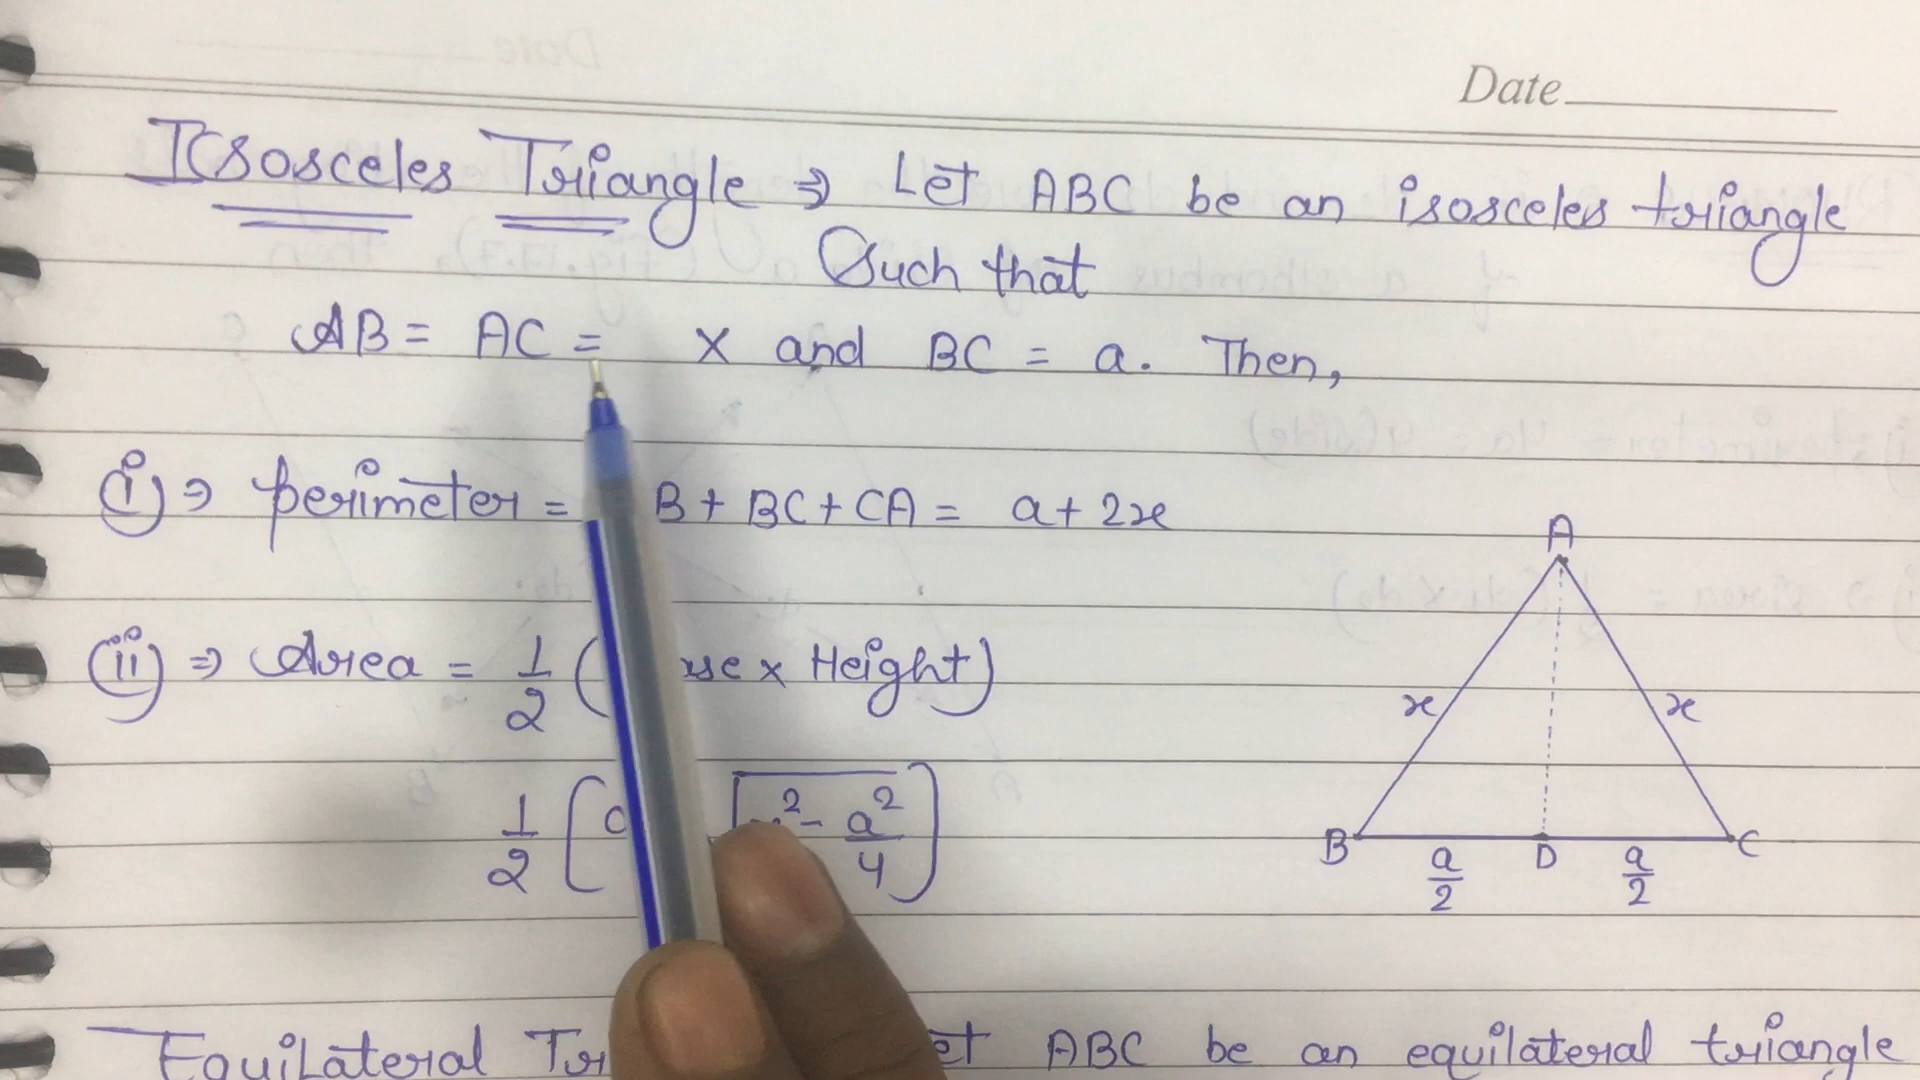 Date
Isosceles Triangle ⇒ Let ABC be an isosceles triangle
Such that
AB = AC = x and BC = a. Then,
(i) ⇒ perimeter = B + BC + CA = a + 2x
(ii) ⇒ Area = 1/2 ( se × Height)
1/2 [ 2 - a²/4 ]
A
x x
B a/2 D a/2 C
Equilateral Tr et ABC be an equilateral triangle